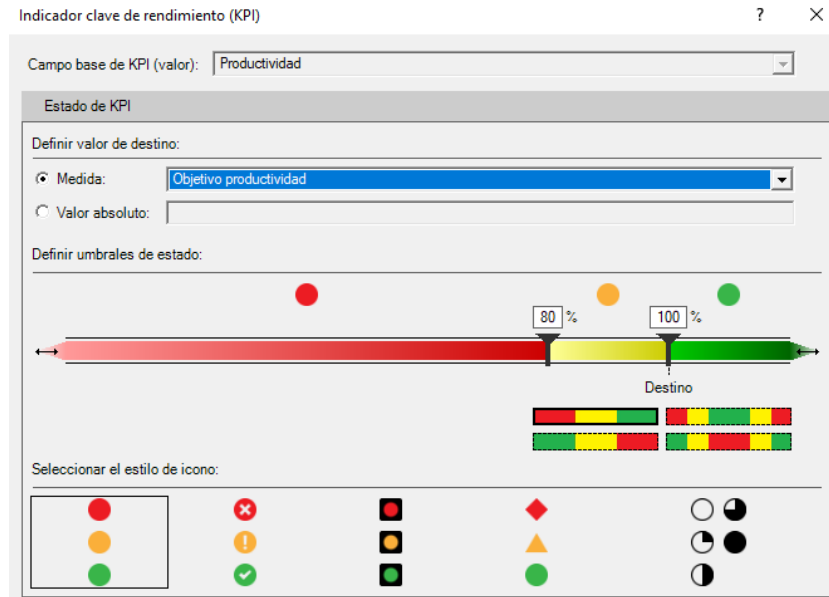 Indicador clave de rendimiento (KPI)
? ×
Campo base de KPI (valor): Productividad
Estado de KPI
Definir valor de destino:
Medida: Objetivo productividad
Valor absoluto:
Definir umbrales de estado:
80 % 100 %
Destino
Seleccionar el estilo de icono: